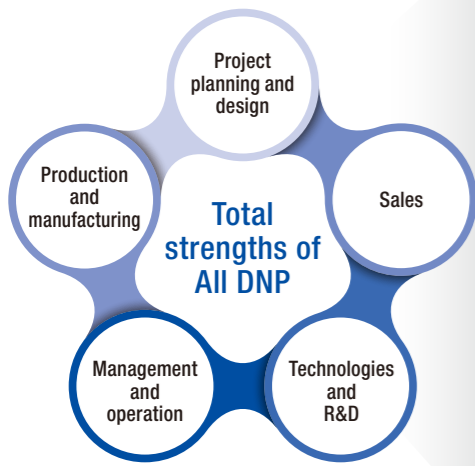 Project
planning and
design
Production
and
manufacturing
Sales
Total
strengths of
All DNP
Management
and
operation
Technologies
and
R&D